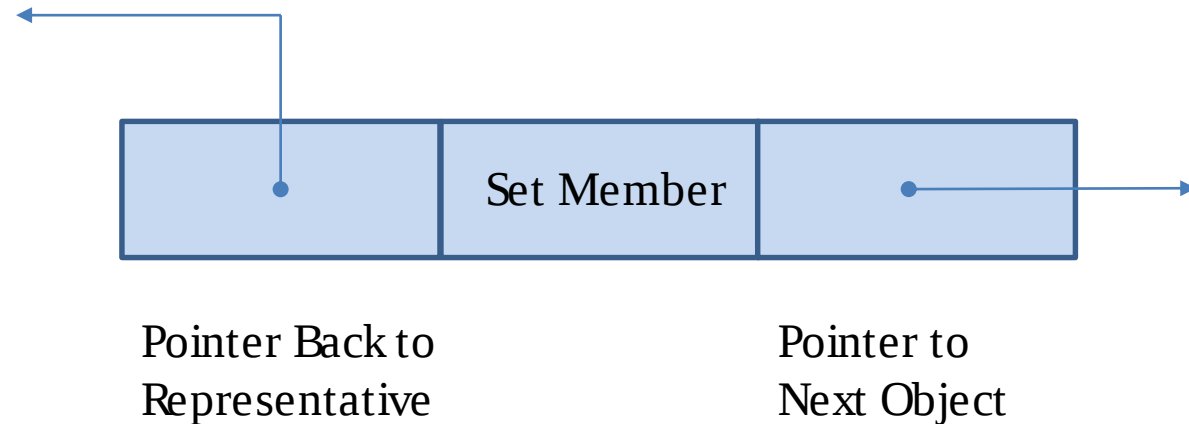 Set Member
Pointer Back to
Representative
Pointer to
Next Object